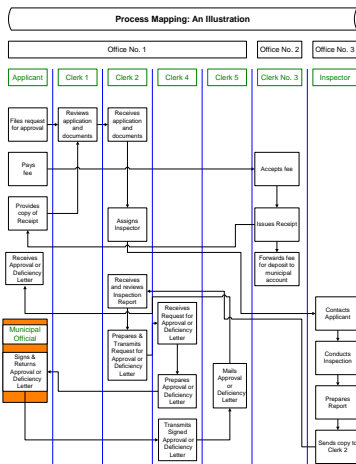 Process Mapping: An Illustration
Office No. 1
Office No. 2
Office No. 3
Applicant
Clerk 1
Clerk 2
Clerk 4
Clerk 5
Clerk No. 3
Inspector
Files request
for approval
Reviews
application
and
documents
Receives
application
and
documents
Pays
fee
Accepts fee
Provides
copy of
Receipt
Assigns
Inspector
Issues Receipt
Receives
Approval or
Deficiency
Letter
Forwards fee
for deposit to
municipal
account
Receives
and reviews
Inspection
Report
Contacts
Applicant
Receives
Request for
Approval or
Deficiency
Letter
Municipal
Official
Prepares &
Transmits
Request for
Approval or
Deficiency
Letter
Conducts
Inspection
Signs &
Returns
Approval or
Deficiency
Letter
Prepares
Approval or
Deficiency
Letter
Mails
Approval
or
Deficiency
Letter
Prepares
Report
Transmits
Signed
Approval or
Deficiency
Letter
Sends copy to
Clerk 2